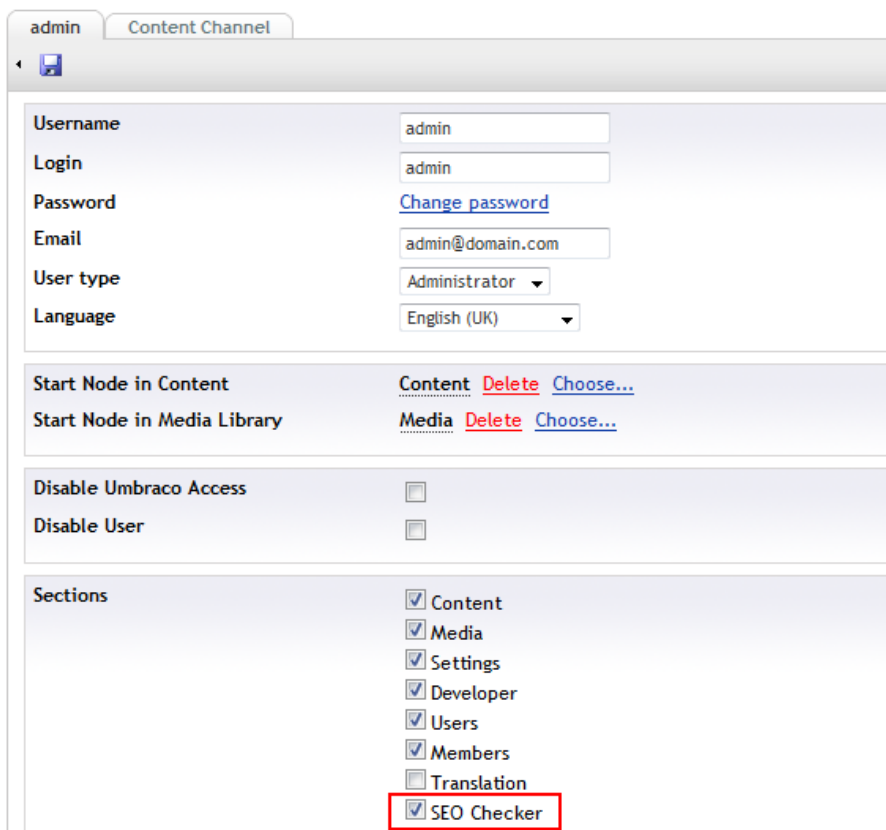 admin Content Channel
Username admin
Login admin
Password Change password
Email admin@domain.com
User type Administrator
Language English (UK)
Start Node in Content Content Delete Choose...
Start Node in Media Library Media Delete Choose...
Disable Umbraco Access
Disable User
Sections Content
Media
Settings
Developer
Users
Members
Translation
SEO Checker